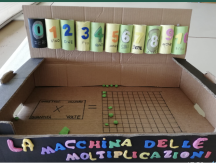 0 1 2 3 4 5 6 7 8 9
×
=
LA MACCHINA DELLE
MOLTIPLICAZIONI